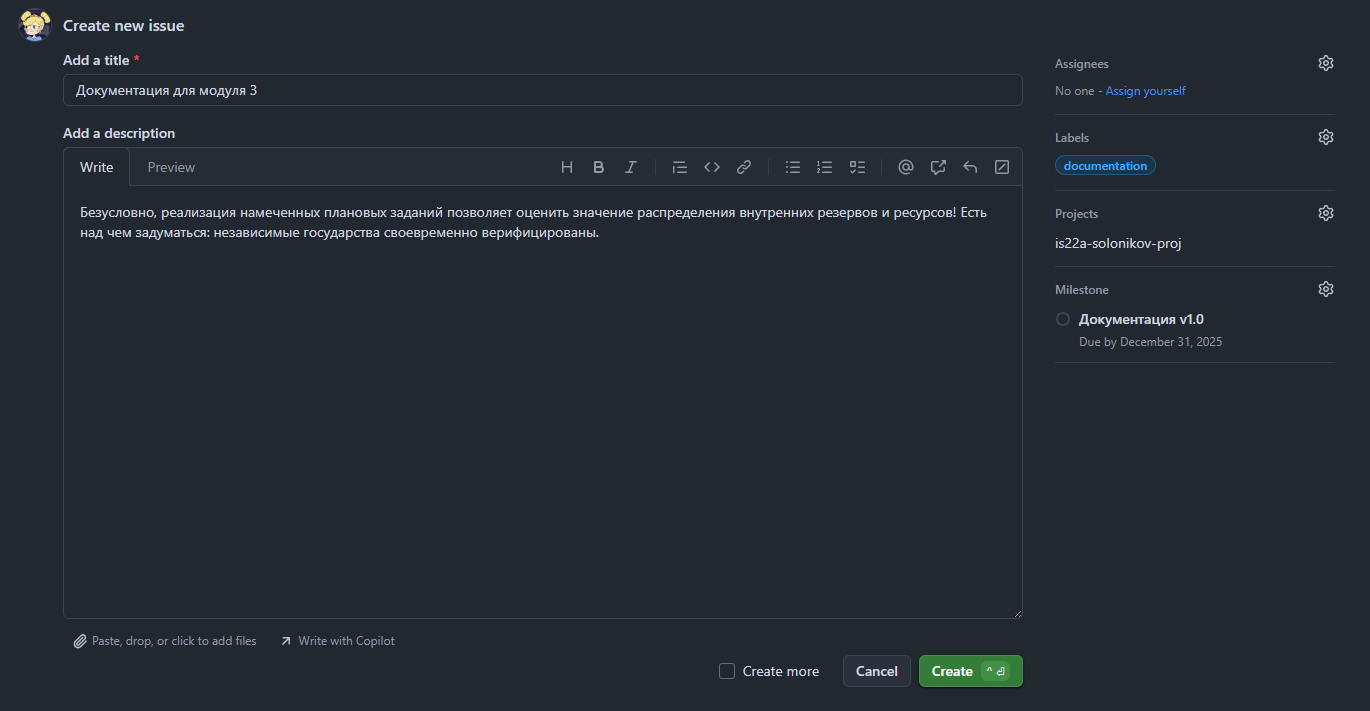 Create new issue
Add a title *
Документация для модуля 3
Add a description
Write Preview
Безусловно, реализация намеченных плановых заданий позволяет оценить значение распределения внутренних резервов и ресурсов! Есть
над чем задуматься: независимые государства своевременно верифицированы.
Paste, drop, or click to add files Write with Copilot
Create more Cancel Create
Assignees
No one - Assign yourself
Labels
documentation
Projects
is22a-solonikov-proj
Milestone
Документация v1.0
Due by December 31, 2025